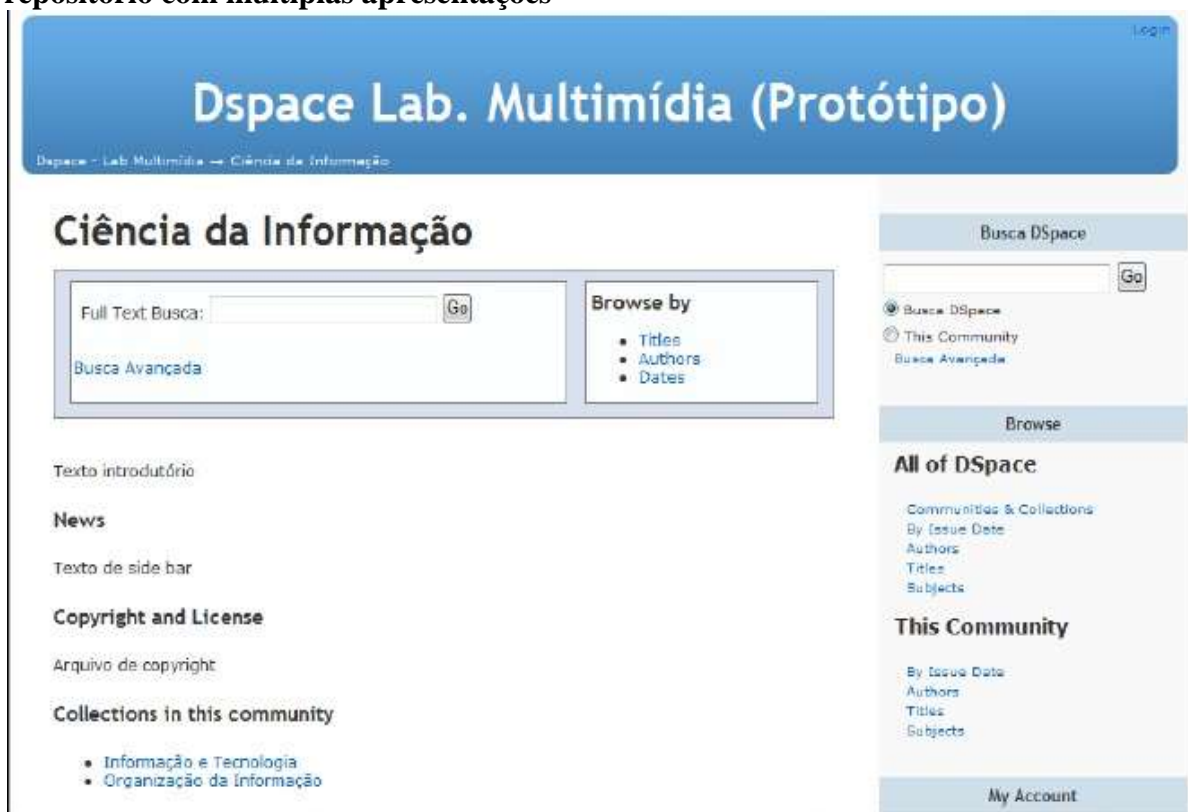 repositório com múltiplas apresentações
Login
Dspace Lab. Multimídia (Protótipo)
Dspace - Lab Multimídia → Ciência da Informação
Ciência da Informação
Full Text Busca:
Go
Busca Avançada
Browse by
• Titles
• Authors
• Dates
Texto introdutório
News
Texto de side bar
Copyright and License
Arquivo de copyright
Collections in this community
• Informação e Tecnologia
• Organização da Informação
Busca DSpace
Go
Busca DSpace
This Community
Busca Avançada
Browse
All of DSpace
Communities & Collections
By Issue Date
Authors
Titles
Subjects
This Community
By Issue Date
Authors
Titles
Subjects
My Account